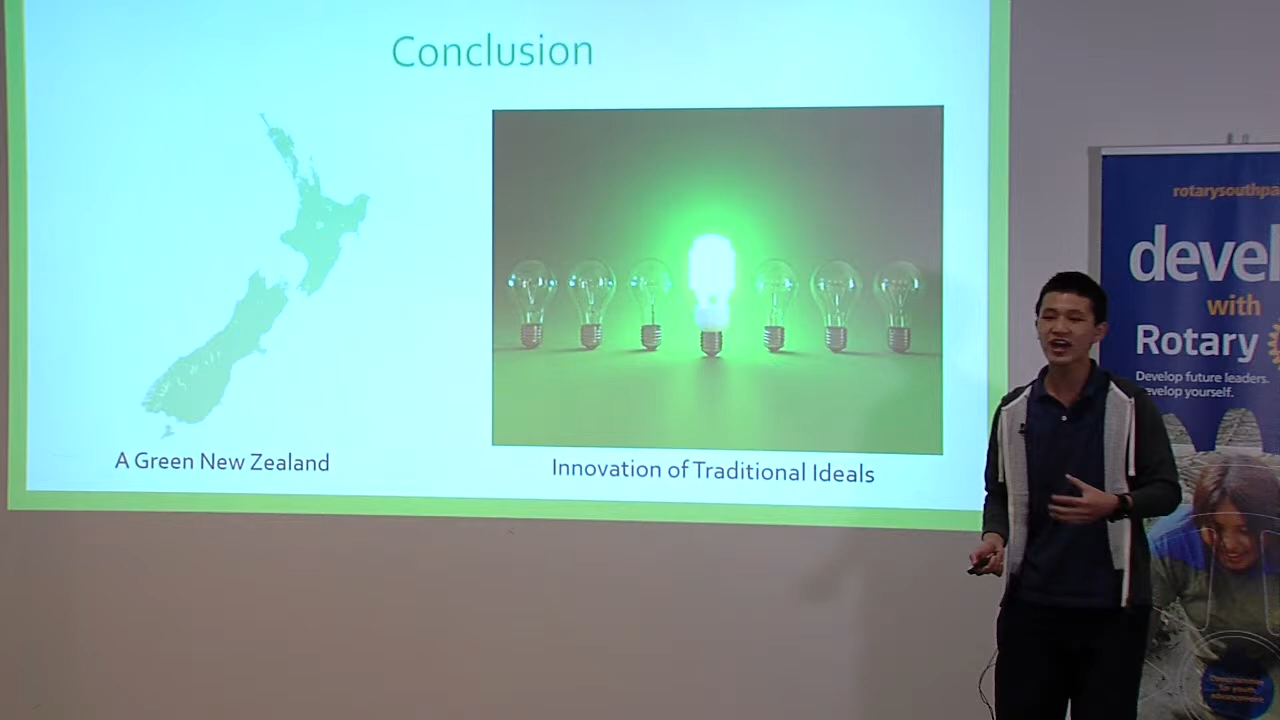 Conclusion
A Green New Zealand
Innovation of Traditional Ideals
rotarysouthpa
devel
with
Rotary
Develop future leaders.
evelop yourself.